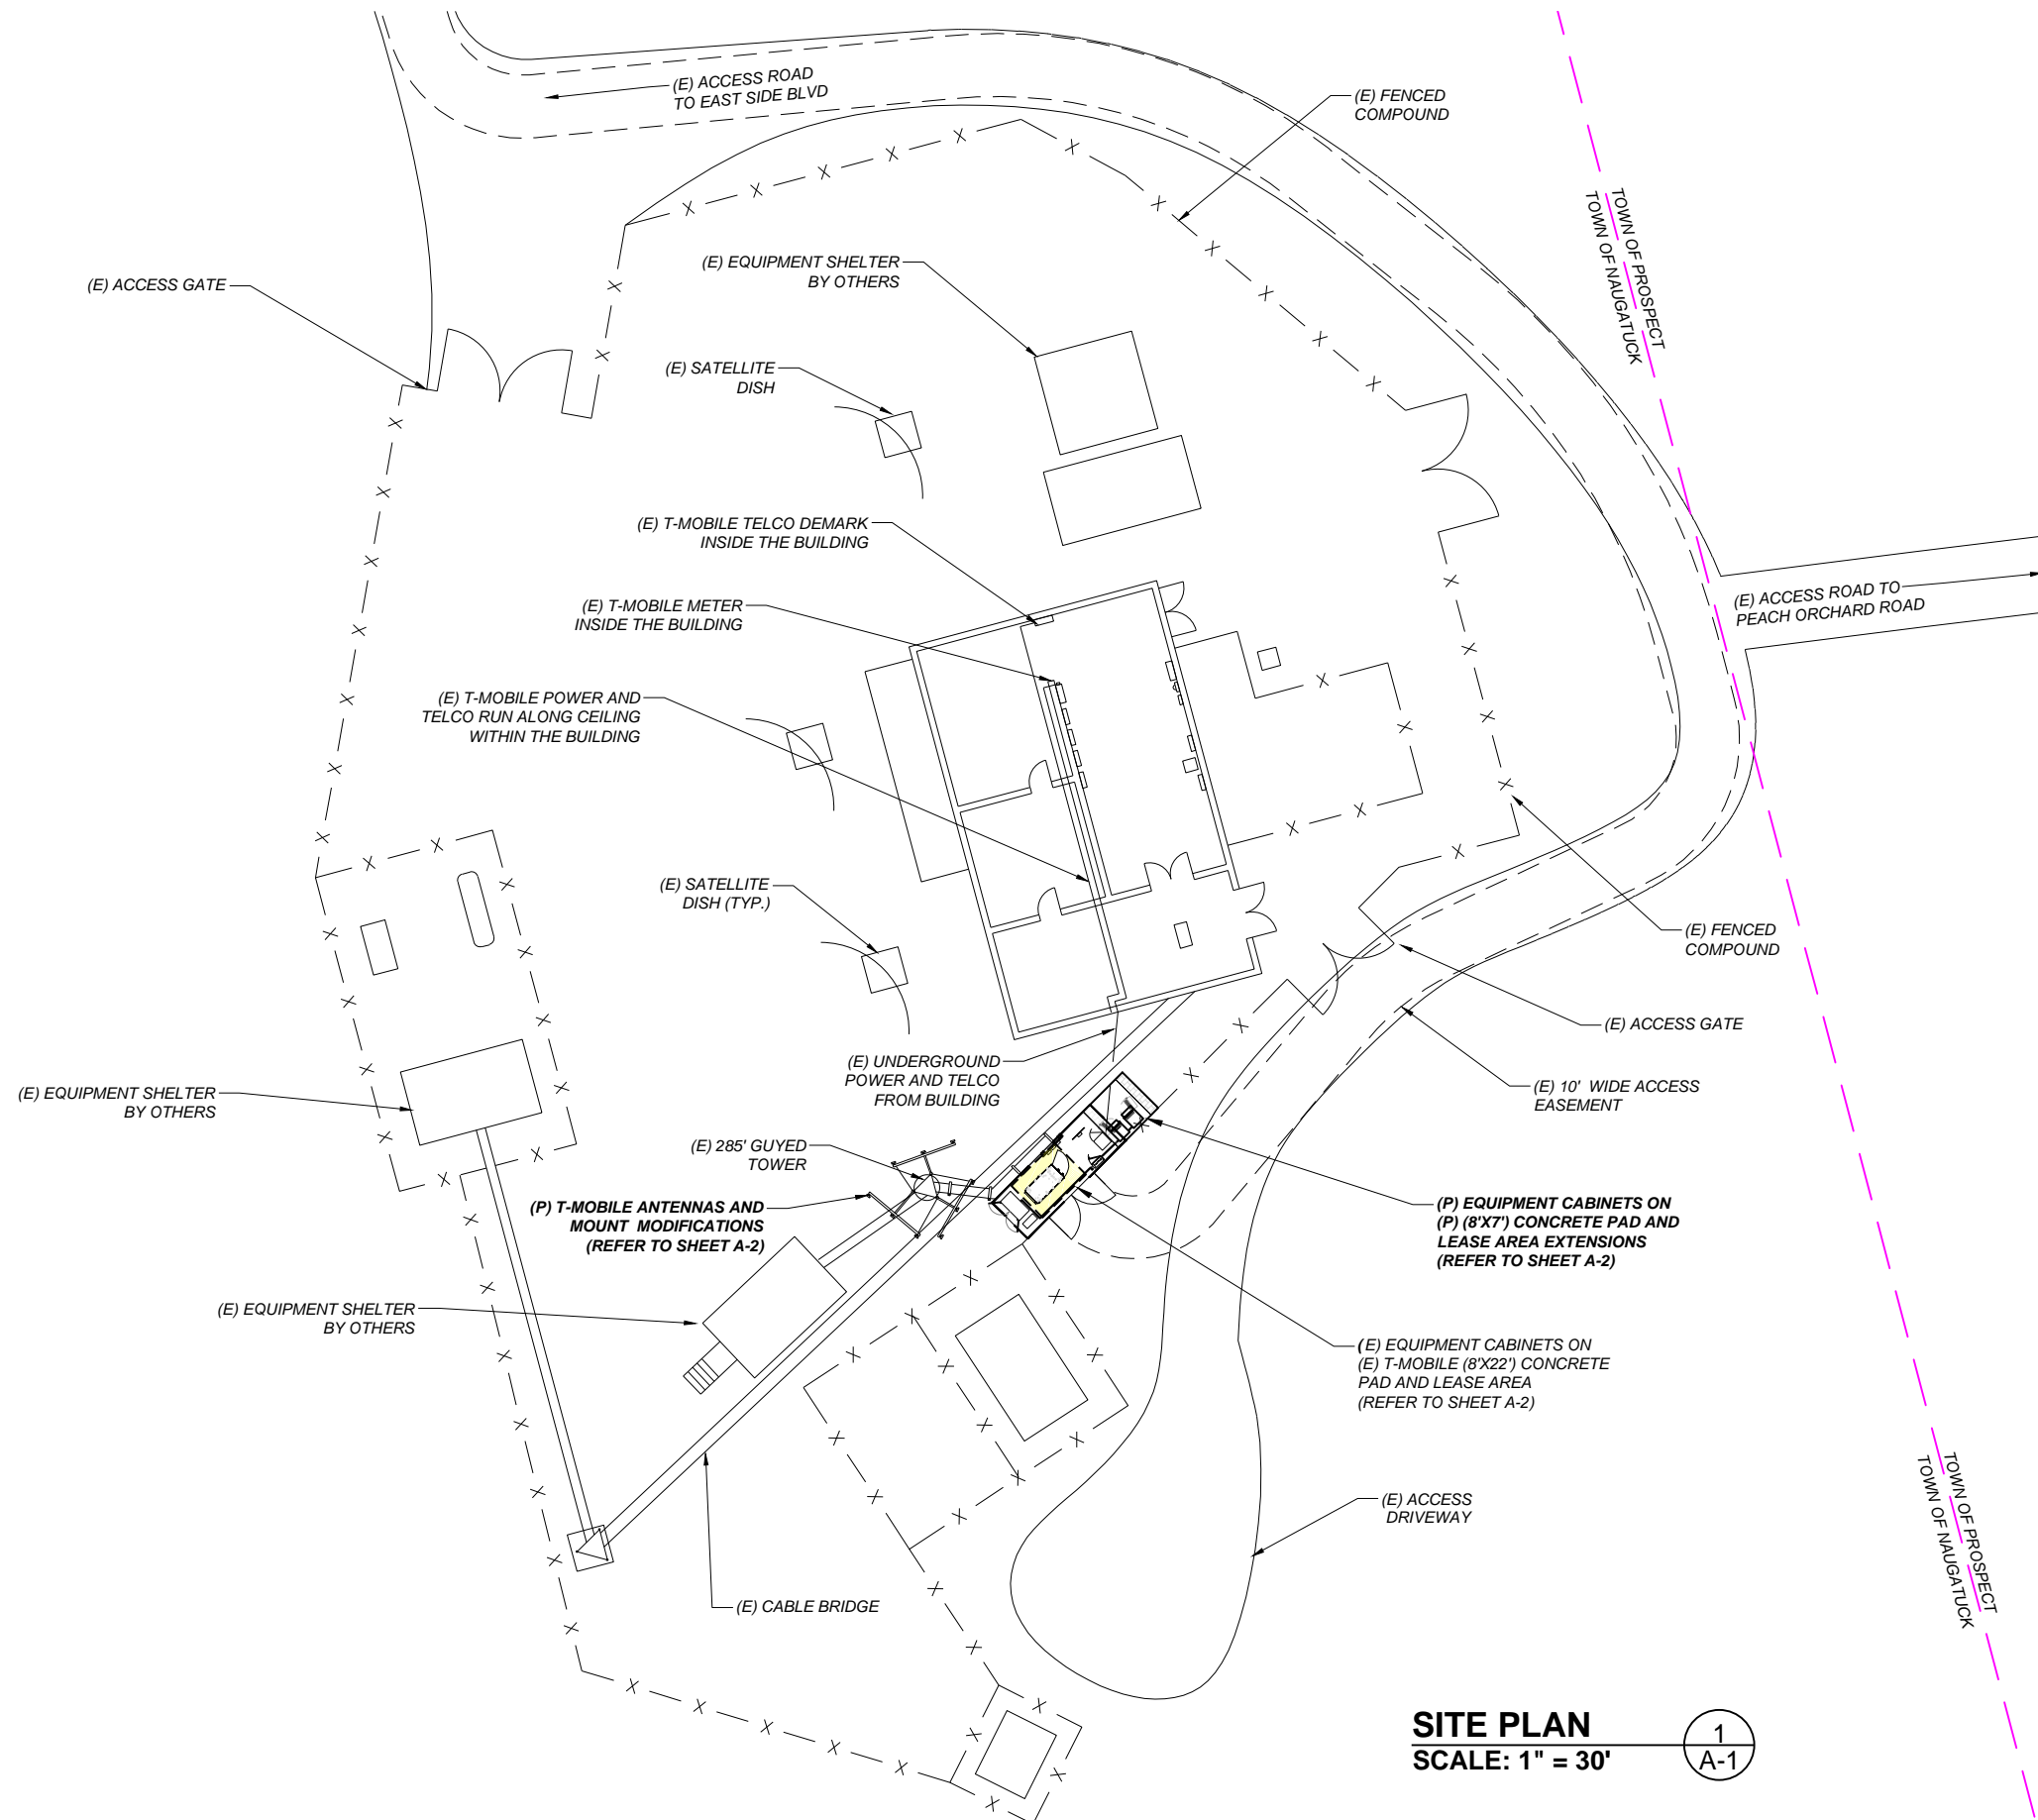 (E) ACCESS ROAD
TO EAST SIDE BLVD
(E) FENCED
COMPOUND
TOWN OF PROSPECT
TOWN OF NAUGATUCK
(E) EQUIPMENT SHELTER
BY OTHERS
(E) ACCESS GATE
(E) SATELLITE
DISH
(E) T-MOBILE TELCO DEMARK
INSIDE THE BUILDING
(E) T-MOBILE METER
INSIDE THE BUILDING
(E) ACCESS ROAD TO
PEACH ORCHARD ROAD
(E) T-MOBILE POWER AND
TELCO RUN ALONG CEILING
WITHIN THE BUILDING
(E) SATELLITE
DISH (TYP.)
(E) FENCED
COMPOUND
(E) ACCESS GATE
(E) UNDERGROUND
POWER AND TELCO
FROM BUILDING
(E) 10' WIDE ACCESS
EASEMENT
(E) EQUIPMENT SHELTER
BY OTHERS
(E) 285' GUYED
TOWER
(P) T-MOBILE ANTENNAS AND
MOUNT MODIFICATIONS
(REFER TO SHEET A-2)
(P) EQUIPMENT CABINETS ON
(P) (8'X7') CONCRETE PAD AND
LEASE AREA EXTENSIONS
(REFER TO SHEET A-2)
(E) EQUIPMENT SHELTER
BY OTHERS
(E) EQUIPMENT CABINETS ON
(E) T-MOBILE (8'X22') CONCRETE
PAD AND LEASE AREA
(REFER TO SHEET A-2)
(E) ACCESS
DRIVEWAY
TOWN OF PROSPECT
TOWN OF NAUGATUCK
(E) CABLE BRIDGE
SITE PLAN
SCALE: 1" = 30'
1
A-1